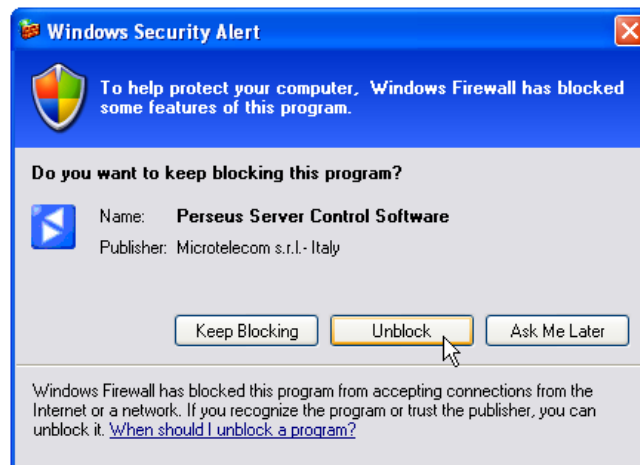 Windows Security Alert
To help protect your computer, Windows Firewall has blocked
some features of this program.
Do you want to keep blocking this program?
Name: Perseus Server Control Software
Publisher: Microtelecom s.r.l.- Italy
Keep Blocking Unblock Ask Me Later
Windows Firewall has blocked this program from accepting connections from the
Internet or a network. If you recognize the program or trust the publisher, you can
unblock it. When should I unblock a program?